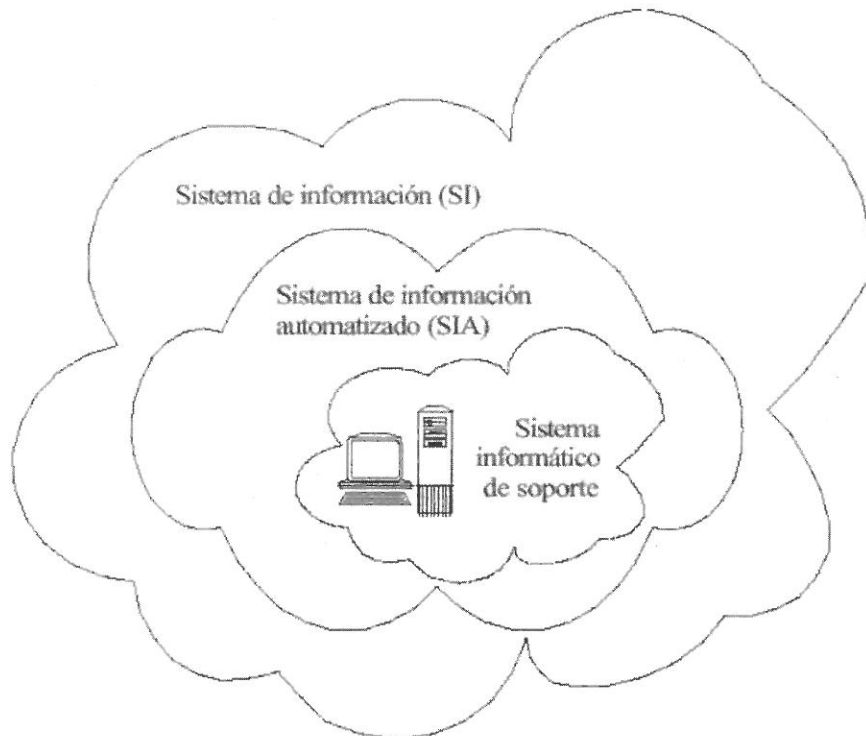 Sistema de información (SI)
Sistema de información
automatizado (SIA)
Sistema
informático
de soporte